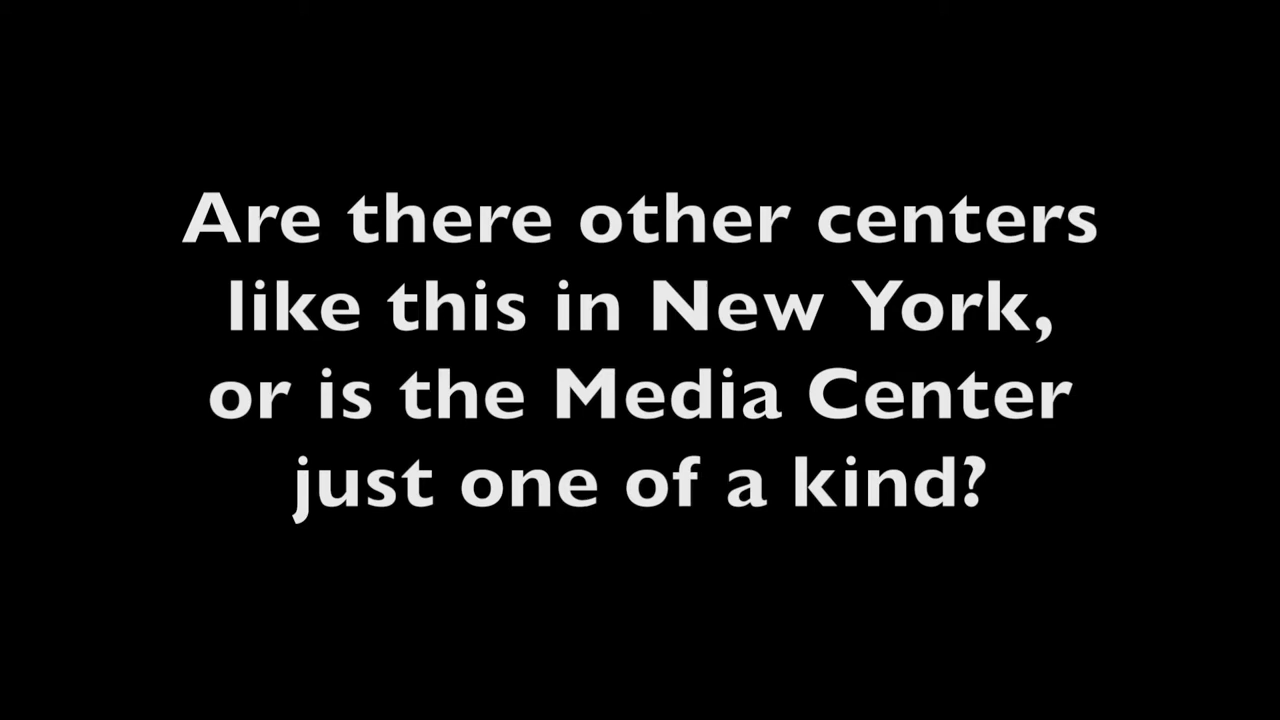 Are there other centers
like this in New York,
or is the Media Center
just one of a kind?